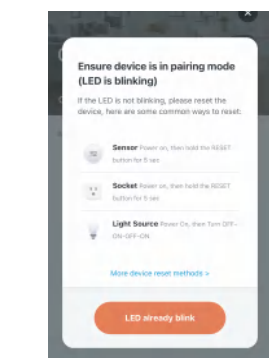 Ensure device is in pairing mode
(LED is blinking)
If the LED is not blinking, please reset the
device, here are some common ways to reset:
Sensor Power on, then hold the RESET
button for 5 sec
Socket Power on, then hold the RESET
button for 5 sec
Light Source Power On, then Turn OFF-
ON-OFF-ON
More device reset methods >
LED already blink